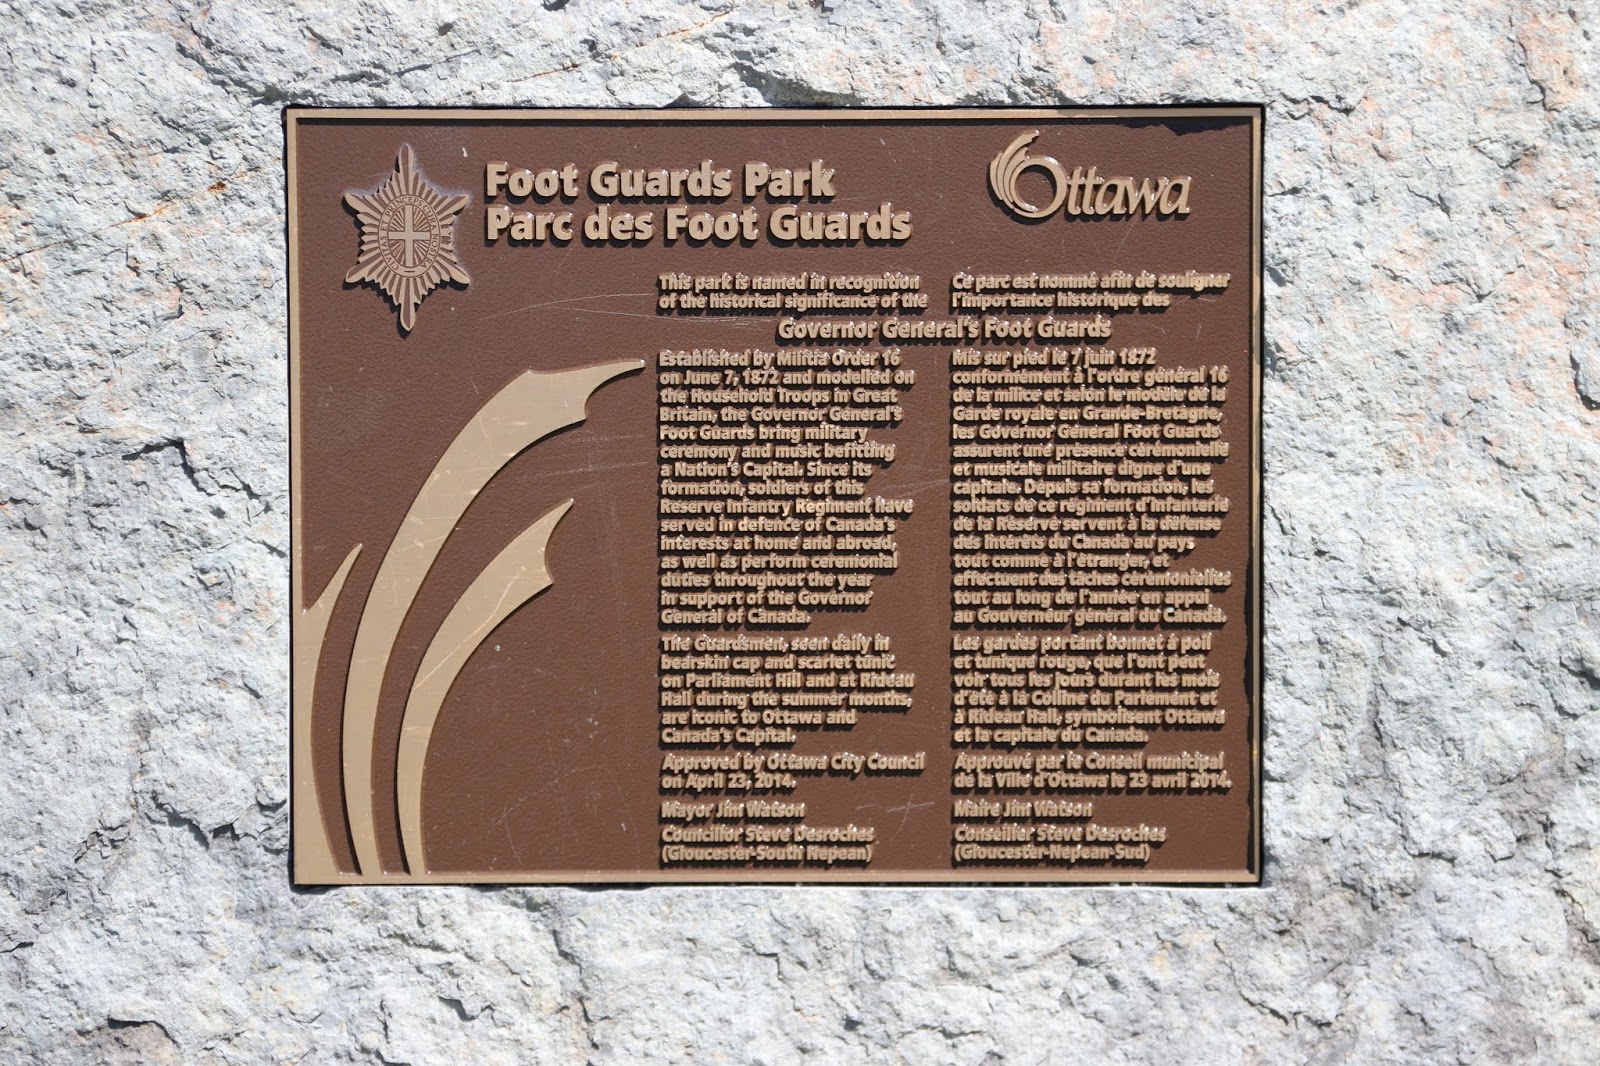 Foot Guards Park
Parc des Foot Guards
Ottawa
CIVITAS ET PRINCEPS CURA NOSTRA
This park is named in recognition
of the historical significance of the
Ce parc est nommé afin de souligner
l'importance historique des
Governor General's Foot Guards
Established by Militia Order 16
on June 7, 1872 and modelled on
the Household Troops in Great
Britain, the Governor General's
Foot Guards bring military
ceremony and music befitting
a Nation's Capital. Since its
formation, soldiers of this
Reserve Infantry Regiment have
served in defence of Canada's
interests at home and abroad,
as well as perform ceremonial
duties throughout the year
in support of the Governor
General of Canada.
The Guardsmen, seen daily in
bearskin cap and scarlet tunic
on Parliament Hill and at Rideau
Hall during the summer months,
are iconic to Ottawa and
Canada's Capital.
Approved by Ottawa City Council
on April 23, 2014.
Mayor Jim Watson
Councillor Steve Desroches
(Gloucester-South Nepean)
Mis sur pied le 7 juin 1872
conformément à l'ordre général 16
de la milice et selon le modèle de la
Garde royale en Grande-Bretagne,
les Governor General Foot Guards
assurent une présence cérémonielle
et musicale militaire digne d'une
capitale. Depuis sa formation, les
soldats de ce régiment d'infanterie
de la Réserve servent à la défense
des intérêts du Canada au pays
tout comme à l'étranger, et
effectuent des tâches cérémonielles
tout au long de l'année en appui
au Gouverneur général du Canada.
Les gardes portant bonnet à poil
et tunique rouge, que l'ont peut
voir tous les jours durant les mois
d'été à la Colline du Parlement et
à Rideau Hall, symbolisent Ottawa
et la capitale du Canada.
Approuvé par le Conseil municipal
de la Ville d'Ottawa le 23 avril 2014.
Maire Jim Watson
Conseiller Steve Desroches
(Gloucester-Nepean-Sud)